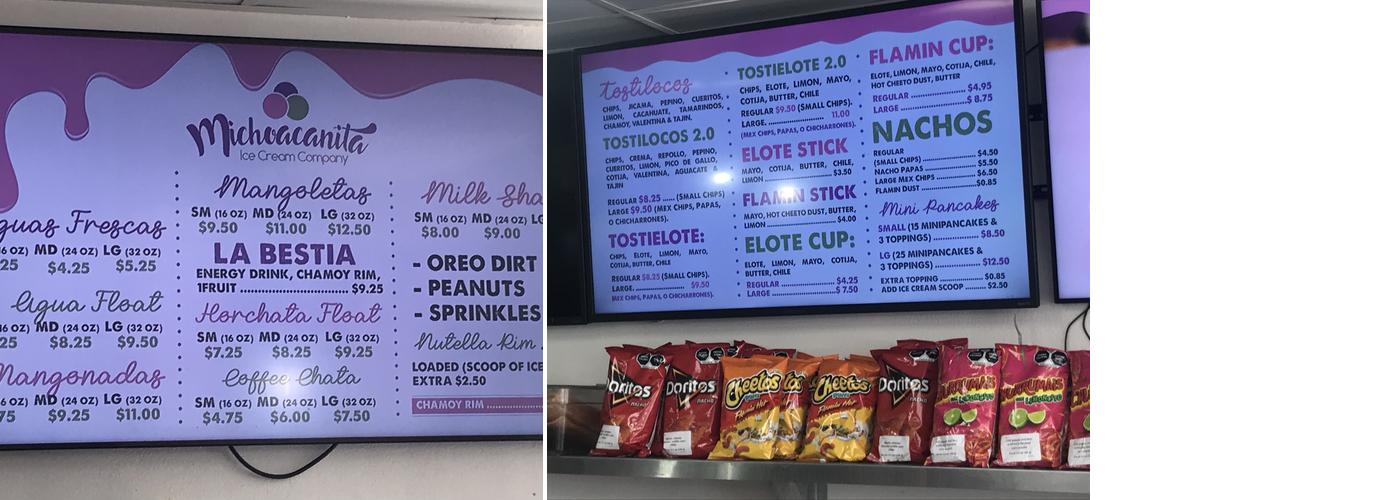 Michoacanita
Ice Cream Company
guas Frescas
MD (24 OZ) LG (32 OZ)
25 $4.25 $5.25
Agua Float
MD (24 OZ) LG (32 OZ)
25 $8.25 $9.50
Mangonadas
MD (24 OZ) LG (32 OZ)
75 $9.25 $11.00
Mangoletas
SM (16 OZ) MD (24 OZ) LG (32 OZ)
$9.50 $11.00 $12.50
LA BESTIA
ENERGY DRINK, CHAMOY RIM,
1FRUIT ................................ $9.25
Horchata Float
SM (16 OZ) MD (24 OZ) LG (32 OZ)
$7.25 $8.25 $9.25
Coffee Chata
SM (16 OZ) MD (24 OZ) LG (32 OZ)
$4.75 $6.00 $7.50
Milk Sha
SM (16 OZ) MD (24 OZ) LG
$8.00 $9.00
- OREO DIRT
- PEANUTS
- SPRINKLES
Nutella Rim
LOADED (SCOOP OF ICE
EXTRA $2.50
CHAMOY RIM ................
Tostilocos
CHIPS, JICAMA, PEPINO, CUERITOS,
LIMON, CACAHUATE, TAMARINDOS,
CHAMOY, VALENTINA & TAJIN.
TOSTILOCOS 2.0
CHIPS, CREMA, REPOLLO, PEPINO,
CUERITOS, LIMON, PICO DE GALLO,
COTIJA, VALENTINA, AGUACATE &
TAJIN
REGULAR $8.25 ...... (SMALL CHIPS)
LARGE $9.50 (MEX CHIPS, PAPAS,
O CHICHARRONES).
TOSTIELOTE:
CHIPS, ELOTE, LIMON, MAYO,
COTIJA, BUTTER, CHILE
REGULAR $8.25 (SMALL CHIPS).
LARGE. ................... $9.50
MEX CHIPS, PAPAS, O CHICHARRONES).
TOSTIELOTE 2.0
CHIPS, ELOTE, LIMON, MAYO,
COTIJA, BUTTER, CHILE
REGULAR $9.50 (SMALL CHIPS).
LARGE. ................... 11.00
(MEX CHIPS, PAPAS, O CHICHARRONES).
ELOTE STICK
MAYO, COTIJA, BUTTER, CHILE,
LIMON ........................ $3.50
FLAMIN STICK
MAYO, HOT CHEETO DUST, BUTTER,
LIMON ........................ $4.00
ELOTE CUP:
ELOTE, LIMON, MAYO, COTIJA,
BUTTER, CHILE
REGULAR ..................... $4.25
LARGE ........................ $ 7.50
FLAMIN CUP:
ELOTE, LIMON, MAYO, COTIJA, CHILE,
HOT CHEETO DUST, BUTTER
REGULAR ................... $4.95
LARGE ...................... $ 8.75
NACHOS
REGULAR
(SMALL CHIPS) ................ $4.50
NACHO PAPAS ................ $5.50
LARGE MEX CHIPS ............ $6.50
FLAMIN DUST ................. $0.85
Mini Pancakes
SMALL (15 MINIPANCAKES &
3 TOPPINGS) ................. $8.50
LG (25 MINIPANCAKES &
3 TOPPINGS) ................. $12.50
EXTRA TOPPING ............. $0.85
ADD ICE CREAM SCOOP ...... $2.50
Doritos
NACHO
Doritos
NACHO
Cheetos
Flamin Hot
Cheetos
Flamin Hot
Doritos
NACHO